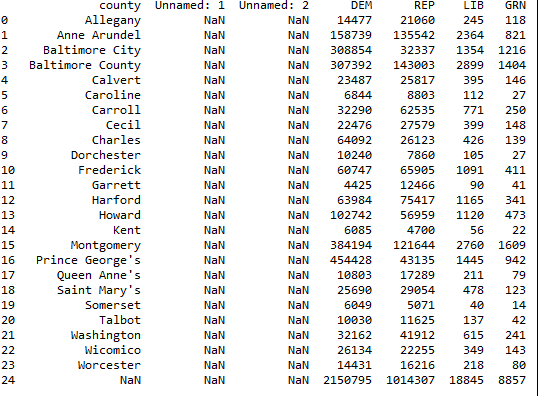 county Unnamed: 1 Unnamed: 2 DEM REP LIB GRN
0 Allegany NaN NaN 14477 21060 245 118
1 Anne Arundel NaN NaN 158739 135542 2364 821
2 Baltimore City NaN NaN 308854 32337 1354 1216
3 Baltimore County NaN NaN 307392 143003 2899 1404
4 Calvert NaN NaN 23487 25817 395 146
5 Caroline NaN NaN 6844 8803 112 27
6 Carroll NaN NaN 32290 62535 771 250
7 Cecil NaN NaN 22476 27579 399 148
8 Charles NaN NaN 64092 26123 426 139
9 Dorchester NaN NaN 10240 7860 105 27
10 Frederick NaN NaN 60747 65905 1091 411
11 Garrett NaN NaN 4425 12466 90 41
12 Harford NaN NaN 63984 75417 1165 341
13 Howard NaN NaN 102742 56959 1120 473
14 Kent NaN NaN 6085 4700 56 22
15 Montgomery NaN NaN 384194 121644 2760 1609
16 Prince George's NaN NaN 454428 43135 1445 942
17 Queen Anne's NaN NaN 10803 17289 211 79
18 Saint Mary's NaN NaN 25690 29054 478 123
19 Somerset NaN NaN 6049 5071 40 14
20 Talbot NaN NaN 10030 11625 137 42
21 Washington NaN NaN 32162 41912 615 241
22 Wicomico NaN NaN 26134 22255 349 143
23 Worcester NaN NaN 14431 16216 218 80
24 NaN NaN NaN 2150795 1014307 18845 8857